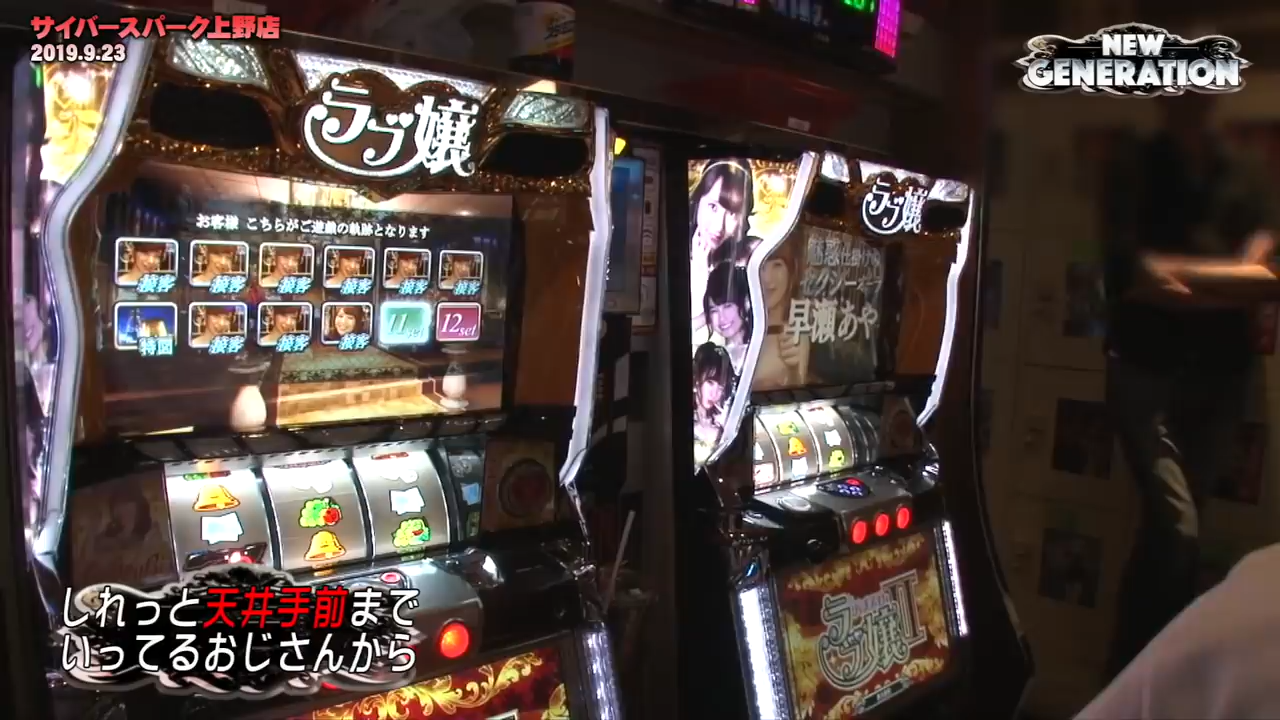 サイバースパーク上野店
2019.9.23
NEW
GENERATION
ラブ嬢
お客様 こちらがご遊戯の軌跡となります
接客 接客 接客 接客 接客 接客
特図 接客 接客 接客 11set 12set
ラブ嬢
セクシー
早瀬あや
ラブ嬢II
しれっと天井手前まで
いってるおじさんから